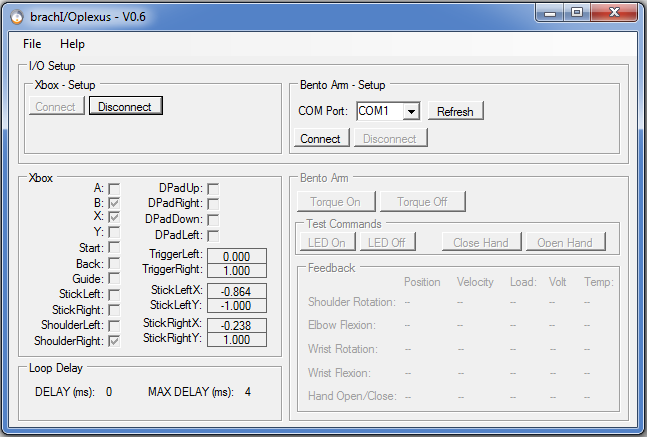 brachI/Oplexus - V0.6
File Help
I/O Setup
Xbox - Setup
Connect Disconnect
Bento Arm - Setup
COM Port: COM1 Refresh
Connect Disconnect
Xbox
A:
B:
X:
Y:
Start:
Back:
Guide:
StickLeft:
StickRight:
ShoulderLeft:
ShoulderRight:
DPadUp:
DPadRight:
DPadDown:
DPadLeft:
TriggerLeft: 0.000
TriggerRight: 1.000
StickLeftX: -0.864
StickLeftY: -1.000
StickRightX: -0.238
StickRightY: 1.000
Loop Delay
DELAY (ms): 0 MAX DELAY (ms): 4
Bento Arm
Torque On Torque Off
Test Commands
LED On LED Off Close Hand Open Hand
Feedback
Position Velocity Load: Volt Temp:
Shoulder Rotation: -- -- -- -- --
Elbow Flexion: -- -- -- -- --
Wrist Rotation: -- -- -- -- --
Wrist Flexion: -- -- -- -- --
Hand Open/Close: -- -- -- -- --